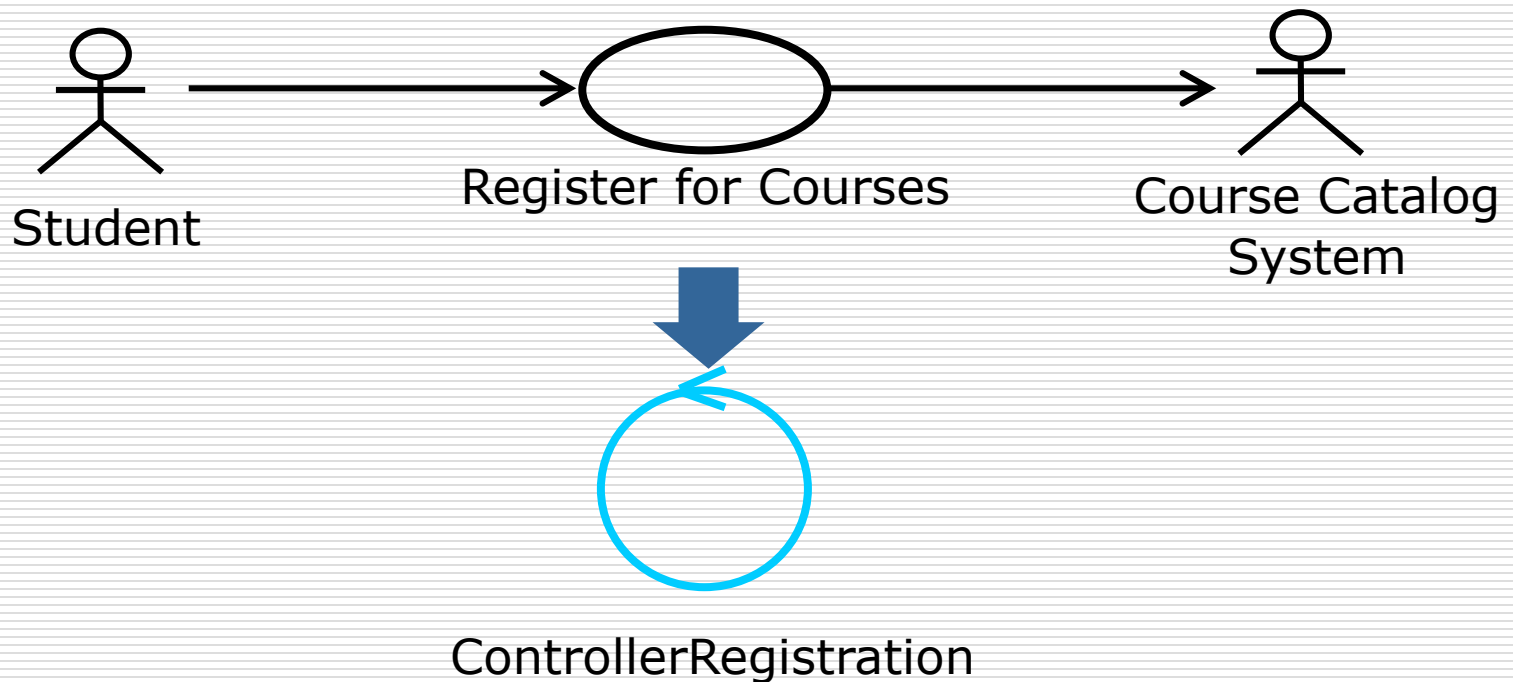 Register for Courses
Student
Course Catalog
System
ControllerRegistration